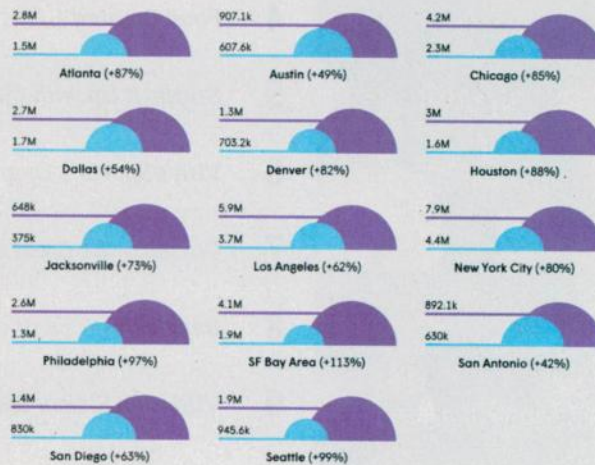 2.8M
907.1k
4.2M
1.5M
607.6k
2.3M
Atlanta (+87%)
Austin (+49%)
Chicago (+85%)
2.7M
1.3M
3M
1.7M
703.2k
1.6M
Dallas (+54%)
Denver (+82%)
Houston (+88%)
648k
5.9M
7.9M
375k
3.7M
4.4M
Jacksonville (+73%)
Los Angeles (+62%)
New York City (+80%)
2.6M
4.1M
892.1k
1.3M
1.9M
630k
Philadelphia (+97%)
SF Bay Area (+113%)
San Antonio (+42%)
1.4M
1.9M
830k
945.6k
San Diego (+63%)
Seattle (+99%)